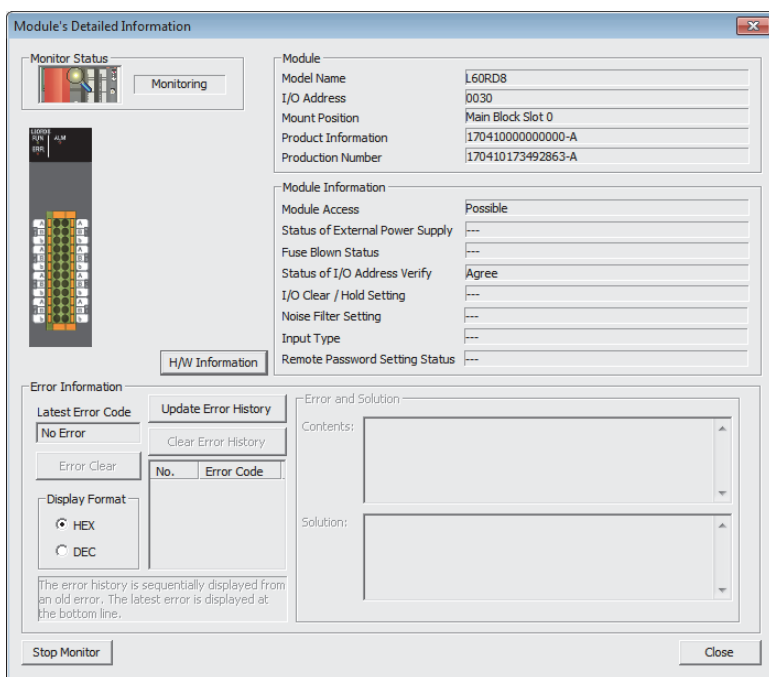 Module's Detailed Information
Monitor Status
Monitoring
L60RD8
RUN ALM
ERR.
H/W Information
Module
Model Name L60RD8
I/O Address 0030
Mount Position Main Block Slot 0
Product Information 170410000000000-A
Production Number 170410173492863-A
Module Information
Module Access Possible
Status of External Power Supply ---
Fuse Blown Status ---
Status of I/O Address Verify Agree
I/O Clear / Hold Setting ---
Noise Filter Setting ---
Input Type ---
Remote Password Setting Status ---
Error Information
Latest Error Code
No Error
Error Clear
Update Error History
Clear Error History
No. Error Code
Display Format
HEX
DEC
The error history is sequentially displayed from
an old error. The latest error is displayed at
the bottom line.
Error and Solution
Contents:
Solution:
Stop Monitor
Close